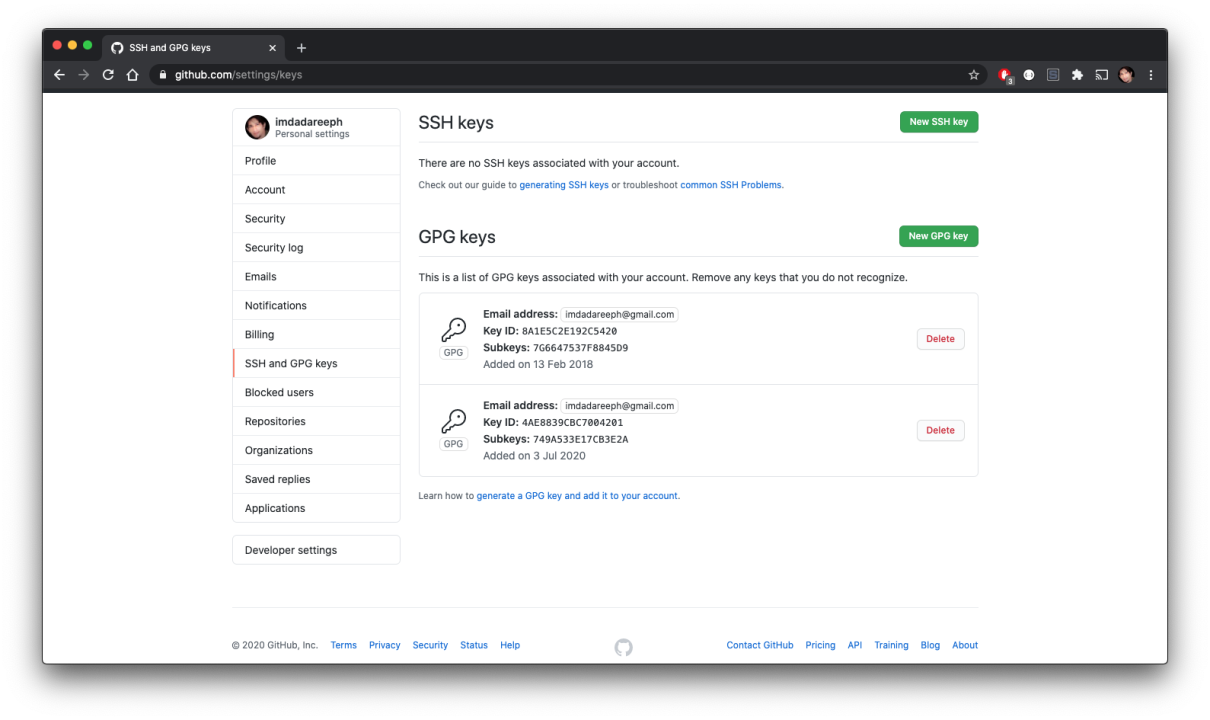 SSH and GPG keys
github.com/settings/keys
3
imdadareeph
Personal settings
Profile
Account
Security
Security log
Emails
Notifications
Billing
SSH and GPG keys
Blocked users
Repositories
Organizations
Saved replies
Applications
Developer settings
SSH keys
New SSH key
There are no SSH keys associated with your account.
Check out our guide to generating SSH keys or troubleshoot common SSH Problems.
GPG keys
New GPG key
This is a list of GPG keys associated with your account. Remove any keys that you do not recognize.
GPG
Email address: imdadareeph@gmail.com
Key ID: 8A1E5C2E192C5420
Subkeys: 7G6647537F8845D9
Added on 13 Feb 2018
Delete
GPG
Email address: imdadareeph@gmail.com
Key ID: 4AE8839CBC7004201
Subkeys: 749A533E17CB3E2A
Added on 3 Jul 2020
Delete
Learn how to generate a GPG key and add it to your account.
© 2020 GitHub, Inc. Terms Privacy Security Status Help Contact GitHub Pricing API Training Blog About